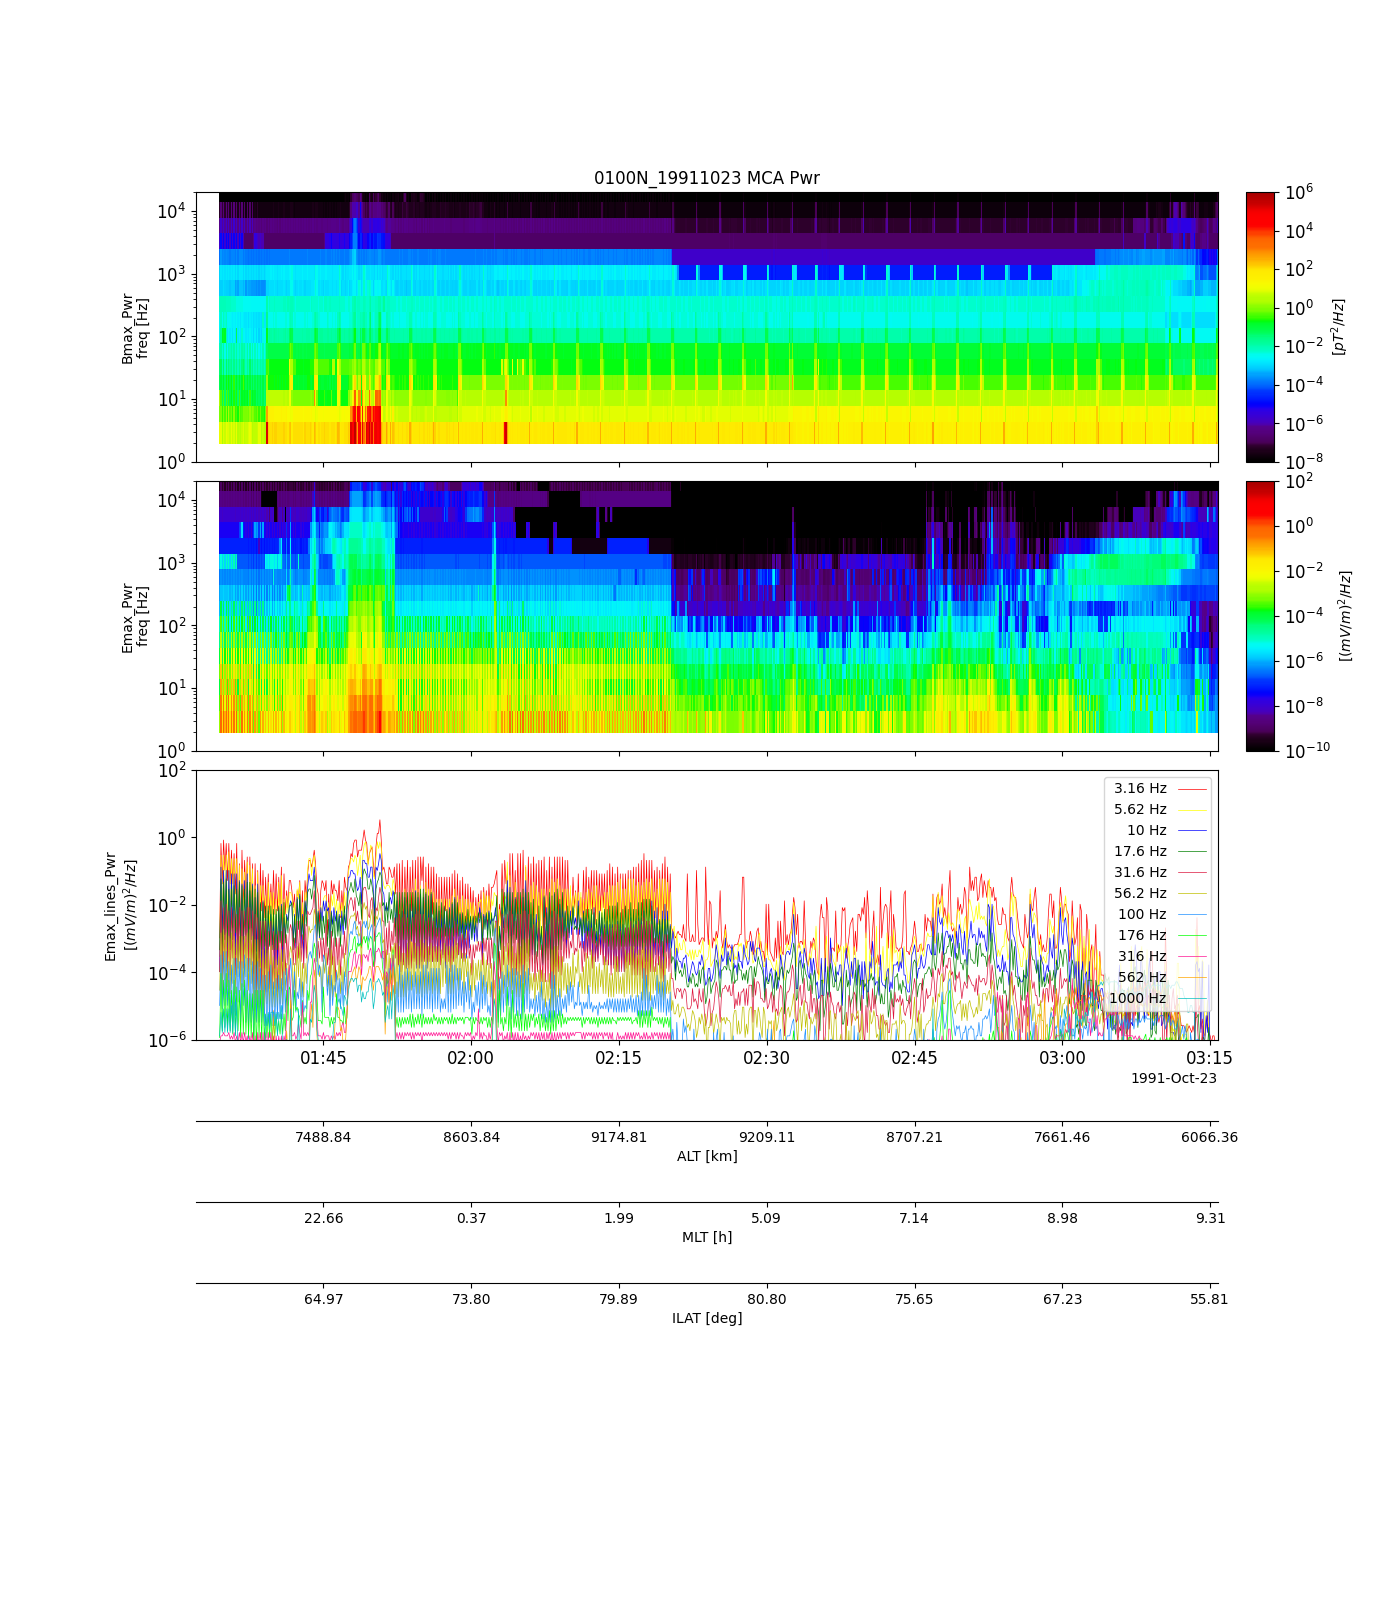 0100N_19911023 MCA Pwr
Bmax_Pwr
freq [Hz]
10^4
10^3
10^2
10^1
10^0
10^6
10^4
10^2
10^0
10^-2
10^-4
10^-6
10^-8
[pT^2/Hz]
Emax_Pwr
freq [Hz]
10^4
10^3
10^2
10^1
10^0
10^2
10^0
10^-2
10^-4
10^-6
10^-8
10^-10
[(mV/m)^2/Hz]
Emax_lines_Pwr
[(mV/m)^2/Hz]
10^2
10^0
10^-2
10^-4
10^-6
3.16 Hz
5.62 Hz
10 Hz
17.6 Hz
31.6 Hz
56.2 Hz
100 Hz
176 Hz
316 Hz
562 Hz
1000 Hz
01:45 02:00 02:15 02:30 02:45 03:00 03:15
1991-Oct-23
7488.84 8603.84 9174.81 9209.11 8707.21 7661.46 6066.36
ALT [km]
22.66 0.37 1.99 5.09 7.14 8.98 9.31
MLT [h]
64.97 73.80 79.89 80.80 75.65 67.23 55.81
ILAT [deg]